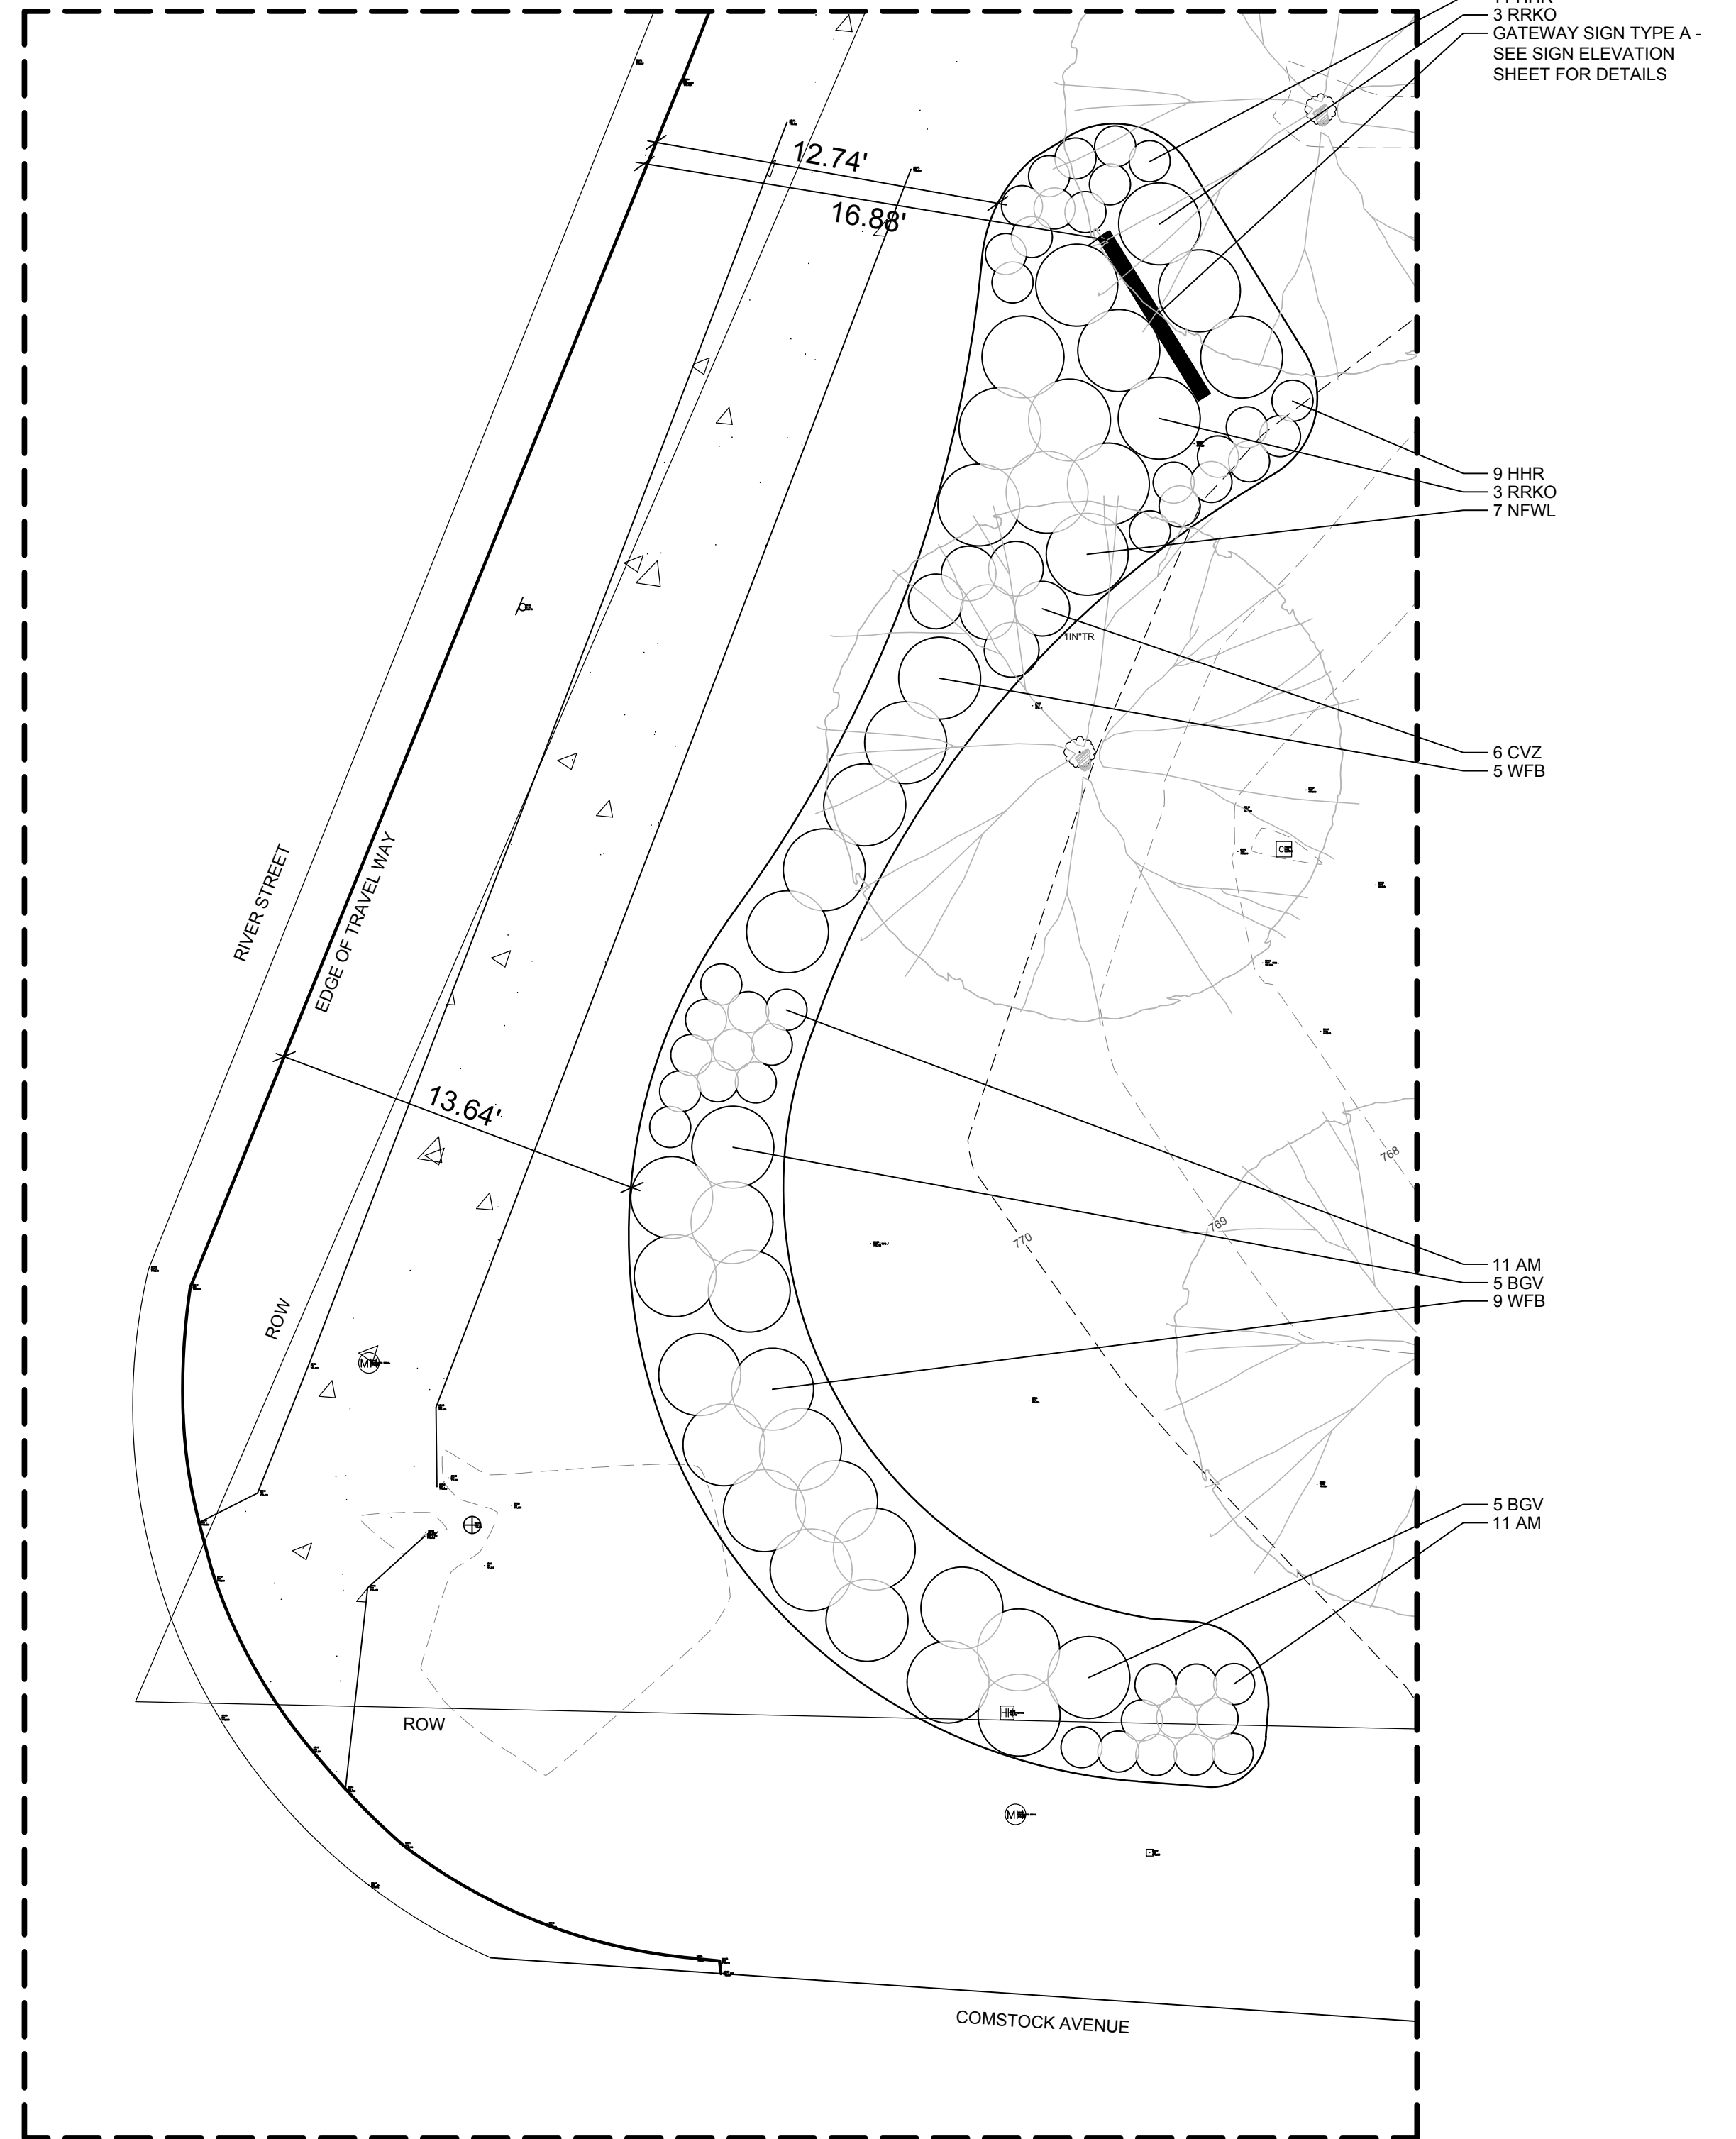 3 RRKO
GATEWAY SIGN TYPE A -
SEE SIGN ELEVATION
SHEET FOR DETAILS
12.74'
16.88'
9 HHR
3 RRKO
7 NFWL
1IN"TR
6 CVZ
5 WFB
RIVER STREET
EDGE OF TRAVEL WAY
13.64'
768
769
770
11 AM
5 BGV
9 WFB
ROW
5 BGV
11 AM
ROW
COMSTOCK AVENUE